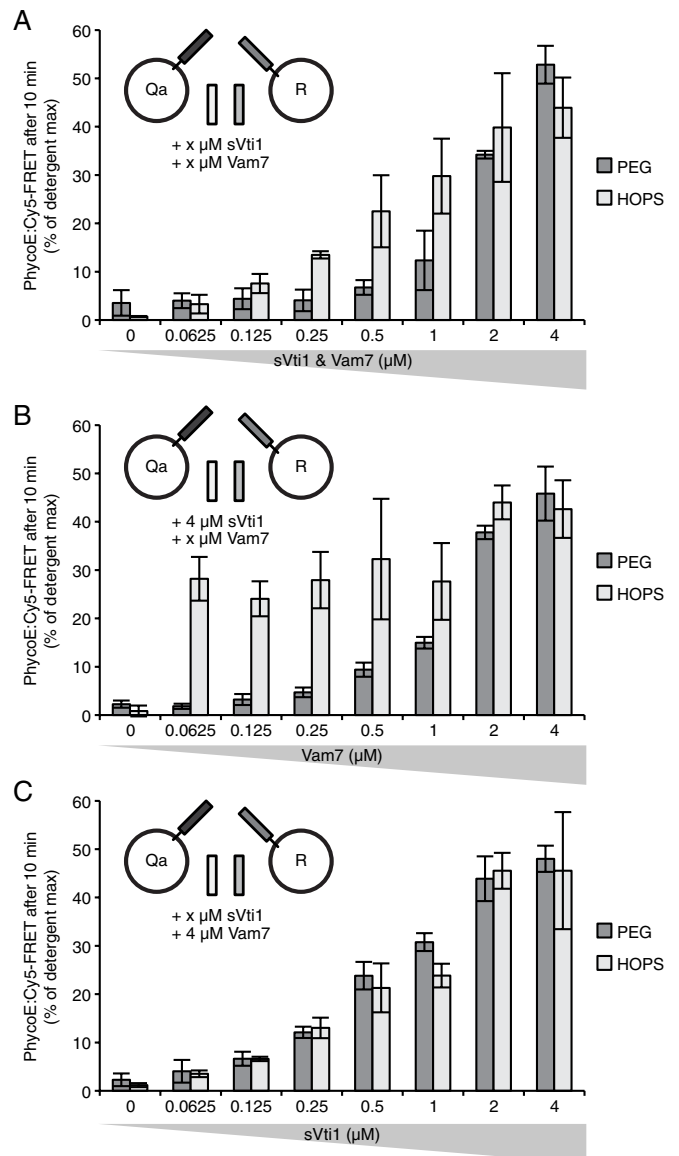 A
PhycoE:Cy5-FRET after 10 min
(% of detergent max)
60
50
40
30
20
10
0
Qa
R
+ x µM sVti1
+ x µM Vam7
PEG
HOPS
0 0.0625 0.125 0.25 0.5 1 2 4
sVti1 & Vam7 (µM)
B
PhycoE:Cy5-FRET after 10 min
(% of detergent max)
60
50
40
30
20
10
0
Qa
R
+ 4 µM sVti1
+ x µM Vam7
PEG
HOPS
0 0.0625 0.125 0.25 0.5 1 2 4
Vam7 (µM)
C
PhycoE:Cy5-FRET after 10 min
(% of detergent max)
60
50
40
30
20
10
0
Qa
R
+ x µM sVti1
+ 4 µM Vam7
PEG
HOPS
0 0.0625 0.125 0.25 0.5 1 2 4
sVti1 (µM)